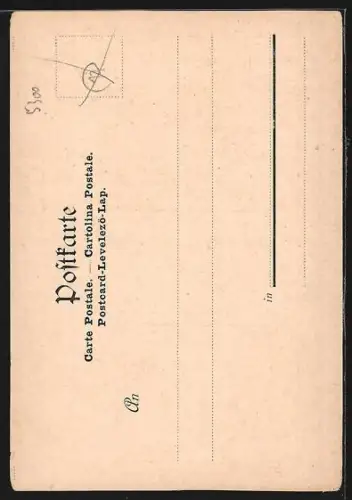 Postkarte
Carte Postale. — Cartolina Postale.
Postcard-Levelező-Lap.
An
in
5300